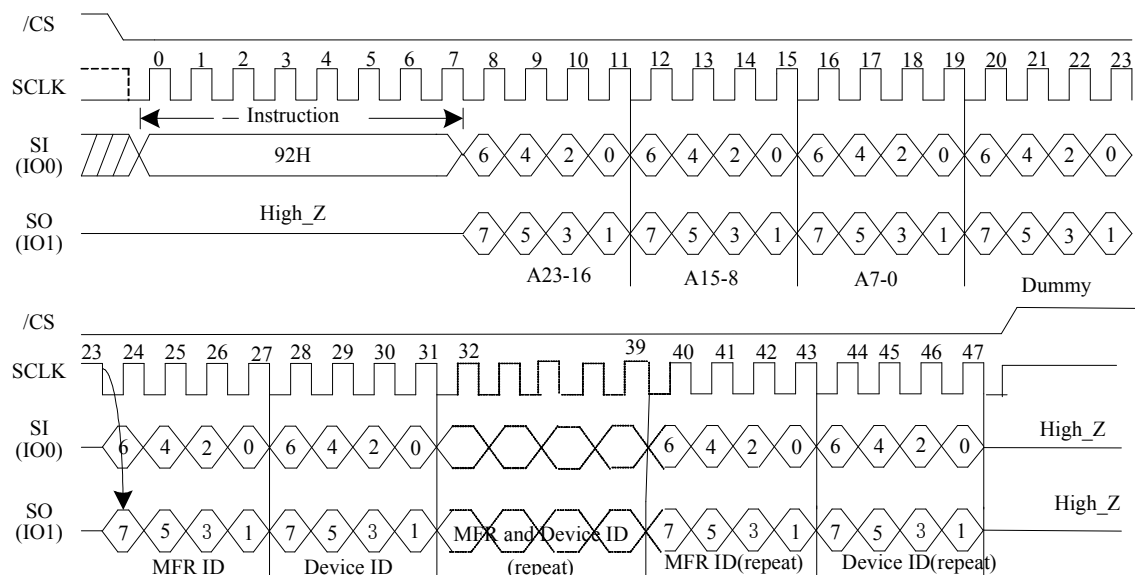 /CS
0 1 2 3 4 5 6 7 8 9 10 11 12 13 14 15 16 17 18 19 20 21 22 23
SCLK
Instruction
SI
(IO0)
92H
6 4 2 0 6 4 2 0 6 4 2 0 6 4 2 0
SO
(IO1)
High_Z
7 5 3 1 7 5 3 1 7 5 3 1 7 5 3 1
A23-16 A15-8 A7-0 Dummy
/CS
23 24 25 26 27 28 29 30 31 32 39 40 41 42 43 44 45 46 47
SCLK
SI
(IO0)
6 4 2 0 6 4 2 0 6 4 2 0 6 4 2 0
High_Z
SO
(IO1)
7 5 3 1 7 5 3 1 MFR and Device ID 7 5 3 1 7 5 3 1
High_Z
MFR ID Device ID (repeat) MFR ID(repeat) Device ID(repeat)